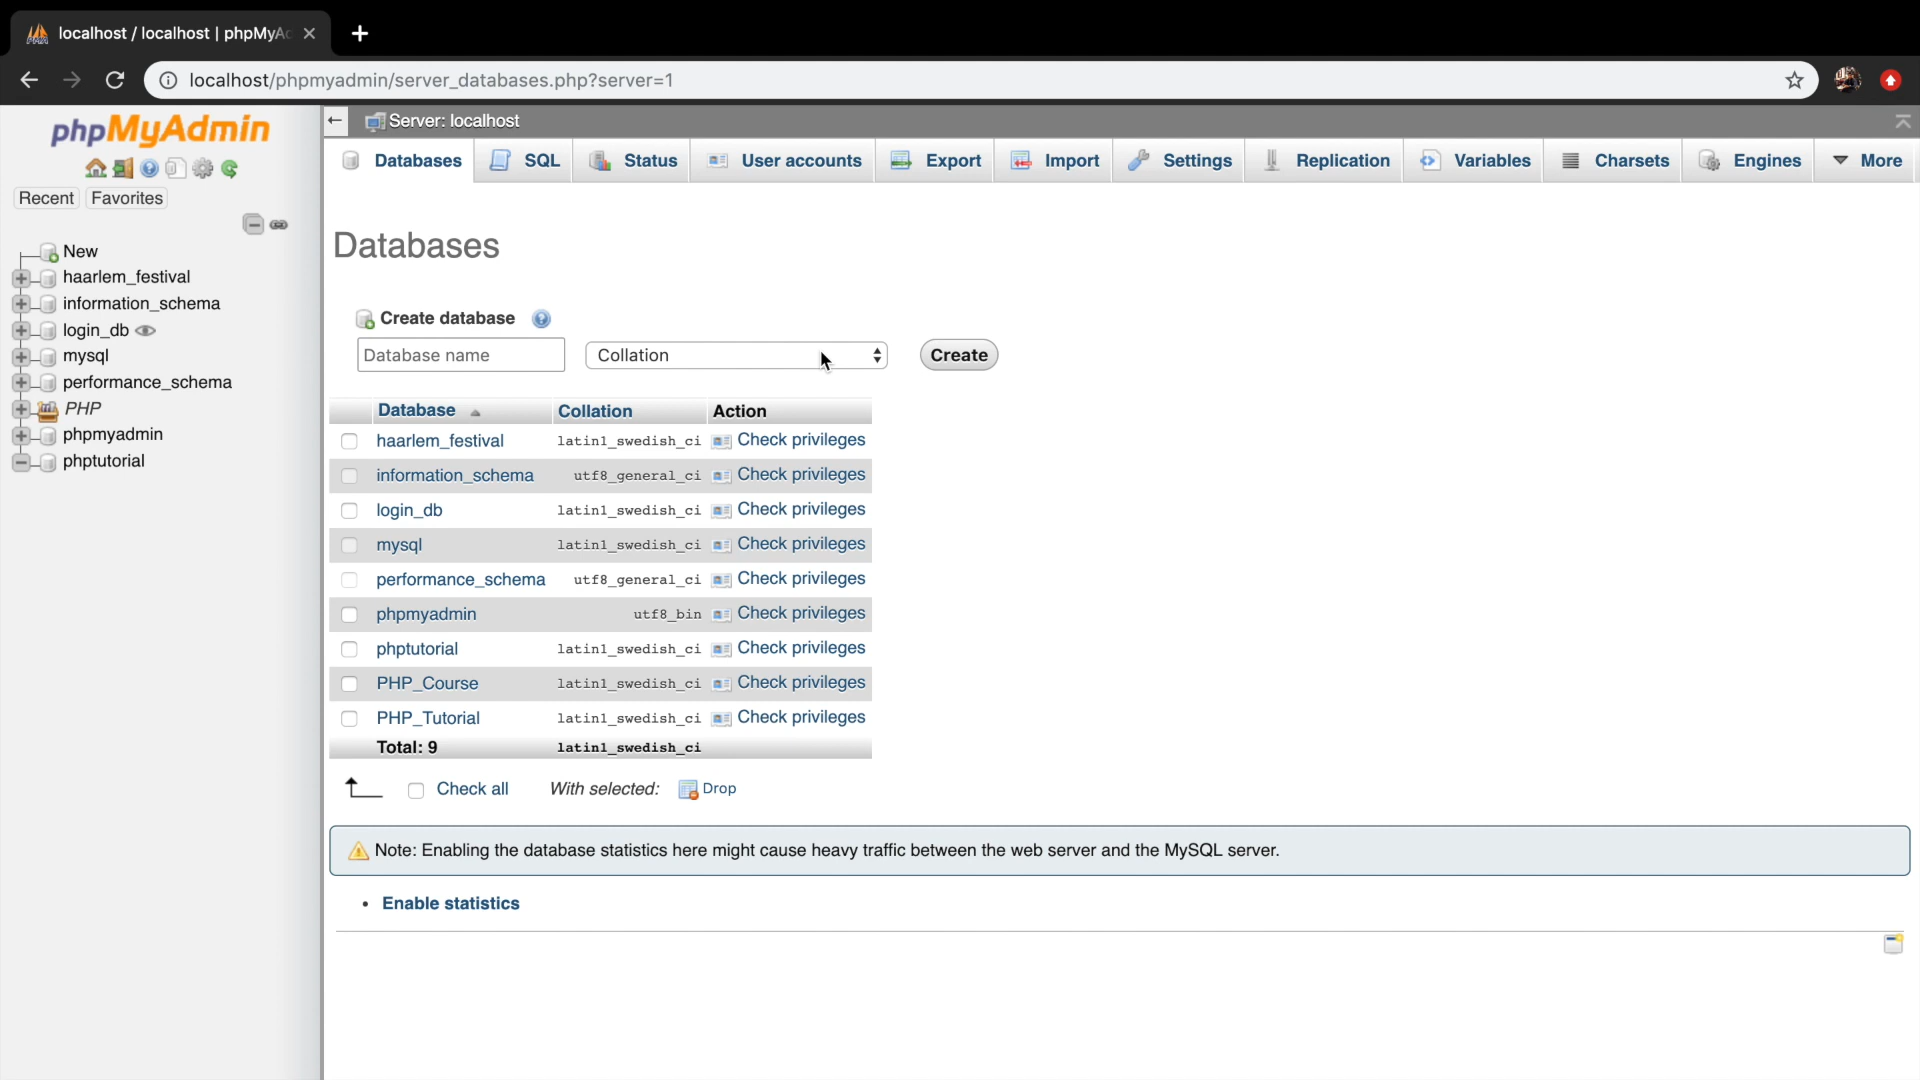 localhost / localhost | phpMyAd
localhost/phpmyadmin/server_databases.php?server=1
phpMyAdmin
Recent Favorites
New
haarlem_festival
information_schema
login_db
mysql
performance_schema
PHP
phpmyadmin
phptutorial
Server: localhost
Databases SQL Status User accounts Export Import Settings Replication Variables Charsets Engines More
Databases
Create database
Database name Collation Create
Database Collation Action
haarlem_festival latin1_swedish_ci Check privileges
information_schema utf8_general_ci Check privileges
login_db latin1_swedish_ci Check privileges
mysql latin1_swedish_ci Check privileges
performance_schema utf8_general_ci Check privileges
phpmyadmin utf8_bin Check privileges
phptutorial latin1_swedish_ci Check privileges
PHP_Course latin1_swedish_ci Check privileges
PHP_Tutorial latin1_swedish_ci Check privileges
Total: 9 latin1_swedish_ci
Check all With selected: Drop
Note: Enabling the database statistics here might cause heavy traffic between the web server and the MySQL server.
• Enable statistics